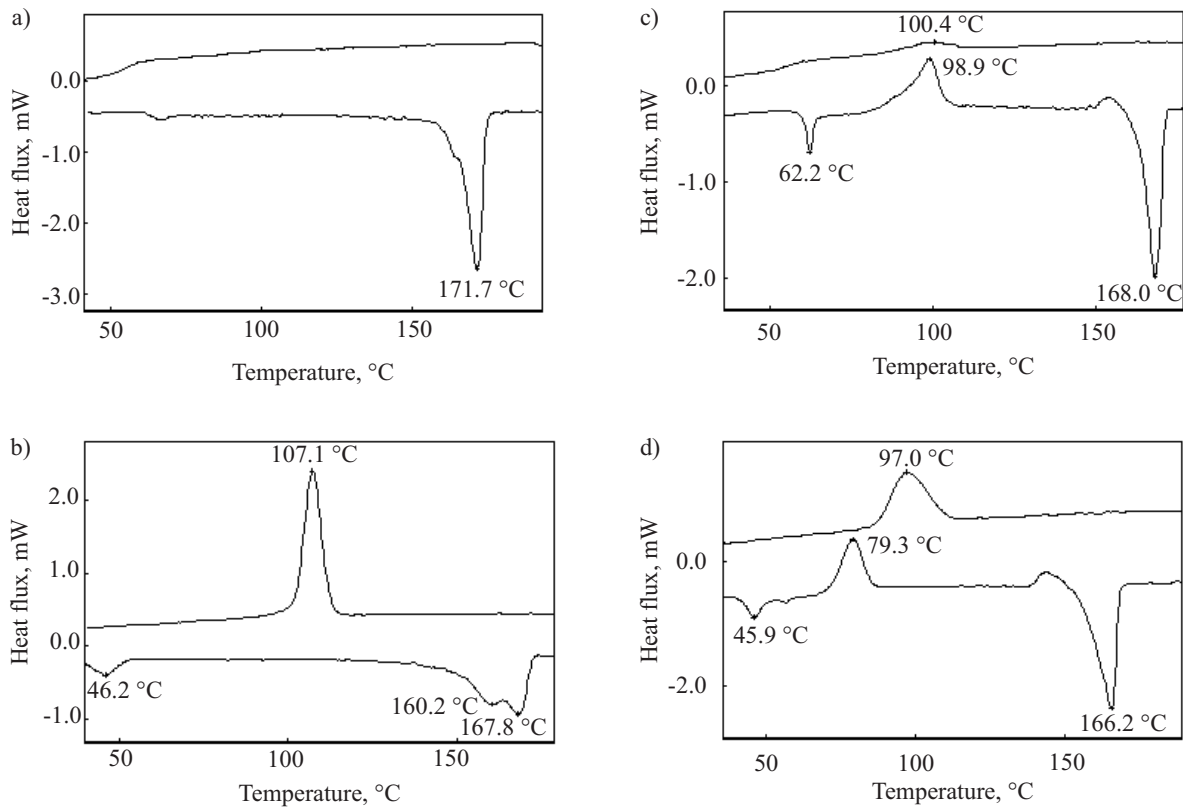 a)
0.0
-1.0
-2.0
-3.0
Heat flux, mW
171.7 °C
50
100
150
Temperature, °C
c)
100.4 °C
98.9 °C
0.0
-1.0
-2.0
Heat flux, mW
62.2 °C
168.0 °C
50
100
150
Temperature, °C
b)
107.1 °C
2.0
1.0
0.0
-1.0
Heat flux, mW
46.2 °C
160.2 °C
167.8 °C
50
100
150
Temperature, °C
d)
97.0 °C
79.3 °C
0.0
-2.0
Heat flux, mW
45.9 °C
166.2 °C
50
100
150
Temperature, °C